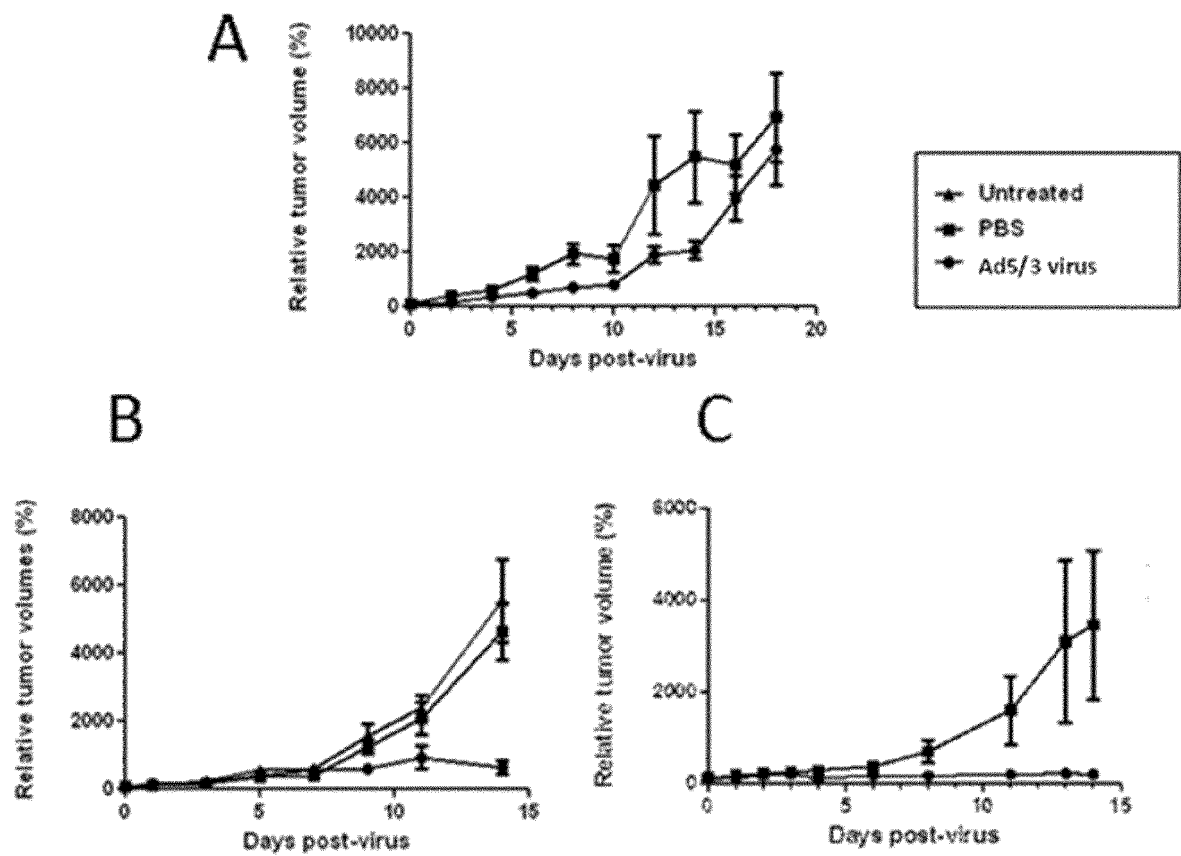 A
Relative tumor volume (%)
10000
8000
6000
4000
2000
0
0 5 10 15 20
Days post-virus
Untreated
PBS
Ad5/3 virus
B
Relative tumor volumes (%)
8000
6000
4000
2000
0
0 5 10 15
Days post-virus
C
Relative tumor volume (%)
6000
4000
2000
0
0 5 10 15
Days post-virus